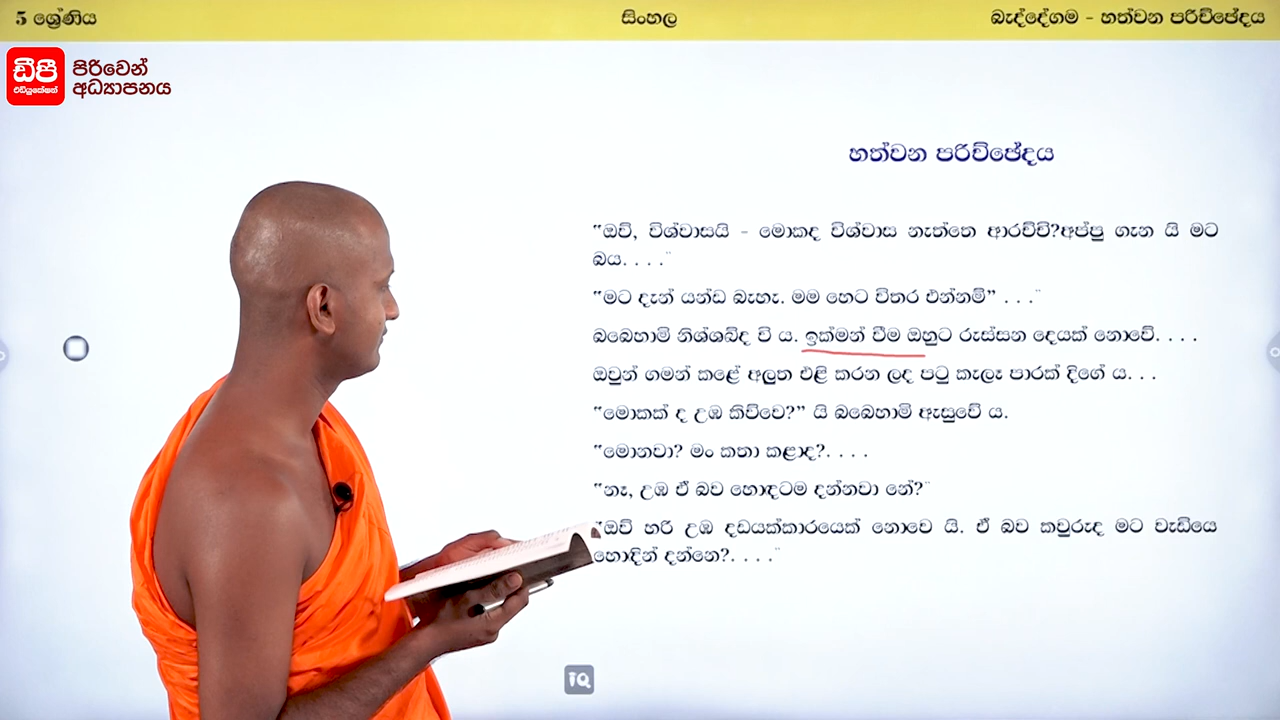 5 ශ්‍රේණිය
සිංහල
බැද්දේගම - හත්වන පරිච්ඡේදය
ඩීපී
එඩියුකේෂන්
පිරිවෙන්
අධ්‍යාපනය
හත්වන පරිච්ඡේදය
"ඔව්, විශ්වාසයි - මොකද විශ්වාස නැත්තෙ ආරච්චි?අප්පු ගැන යි මට
බය. . . ."
"මට දැන් යන්ඩ බැහැ. මම හෙට විතර එන්නම්" . . ."
බබෙහාමි නිශ්ශබ්ද වි ය. ඉක්මන් වීම ඔහුට රුස්සන දෙයක් නොවේ. . . .
ඔවුන් ගමන් කළේ අලුත එළි කරන ලද පටු කැලෑ පාරක් දිගේ ය. . .
"මොකක් ද උඹ කිව්වෙ?" යි බබෙහාමි ඇසුවේ ය.
"මොනවා? මං කතා කළාද?. . . .
"නෑ, උඹ ඒ බව හොඳටම දන්නවා නේ?"
"ඔව් හරි උඹ දඩයක්කාරයෙක් නොවෙ යි. ඒ බව කවුරුද මට වැඩියෙ
හොඳින් දන්නෙ?. . . ."
iQ